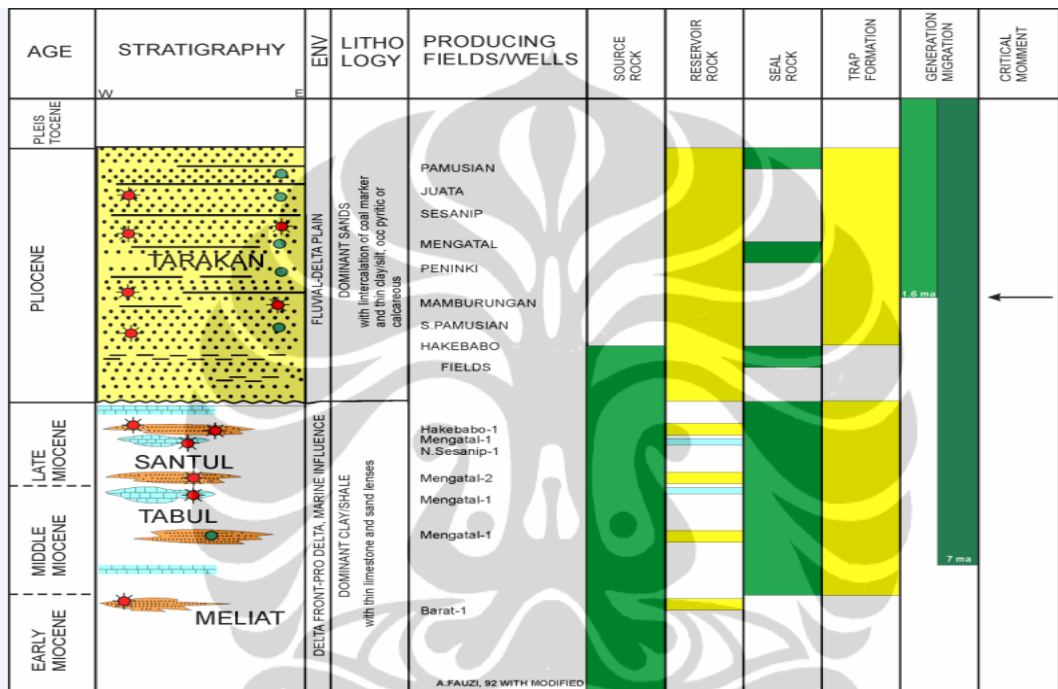 AGE
STRATIGRAPHY
W
E
ENV
LITHO
LOGY
PRODUCING
FIELDS/WELLS
SOURCE
ROCK
RESERVOIR
ROCK
SEAL
ROCK
TRAP
FORMATION
GENERATION
MIGRATION
CRITICAL
MOMMENT
PLEIS
TOCENE
PLIOCENE
LATE
MIOCENE
MIDDLE
MIOCENE
EARLY
MIOCENE
TARAKAN
SANTUL
TABUL
MELIAT
FLUVIAL-DELTA PLAIN
DELTA FRONT-PRO DELTA, MARINE INFLUENCE
DOMINANT SANDS
with lintercalation of coal marker
and thin clay/silt, occ pyritic or
calcareous
DOMINANT CLAY/SHALE
with thin limestone and sand lenses
PAMUSIAN
JUATA
SESANIP
MENGATAL
PENINKI
MAMBURUNGAN
S.PAMUSIAN
HAKEBABO
FIELDS
Hakebabo-1
Mengatal-1
N.Sesanip-1
Mengatal-2
Mengatal-1
Mengatal-1
Barat-1
A.FAUZI, 92 WITH MODIFIED
1.6 ma
7 ma